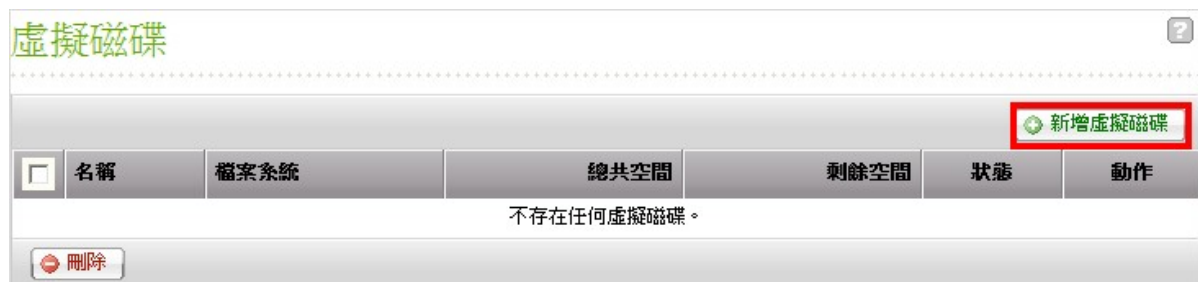 虛擬磁碟
新增虛擬磁碟
名稱 檔案系統 總共空間 剩餘空間 狀態 動作
不存在任何虛擬磁碟。
刪除